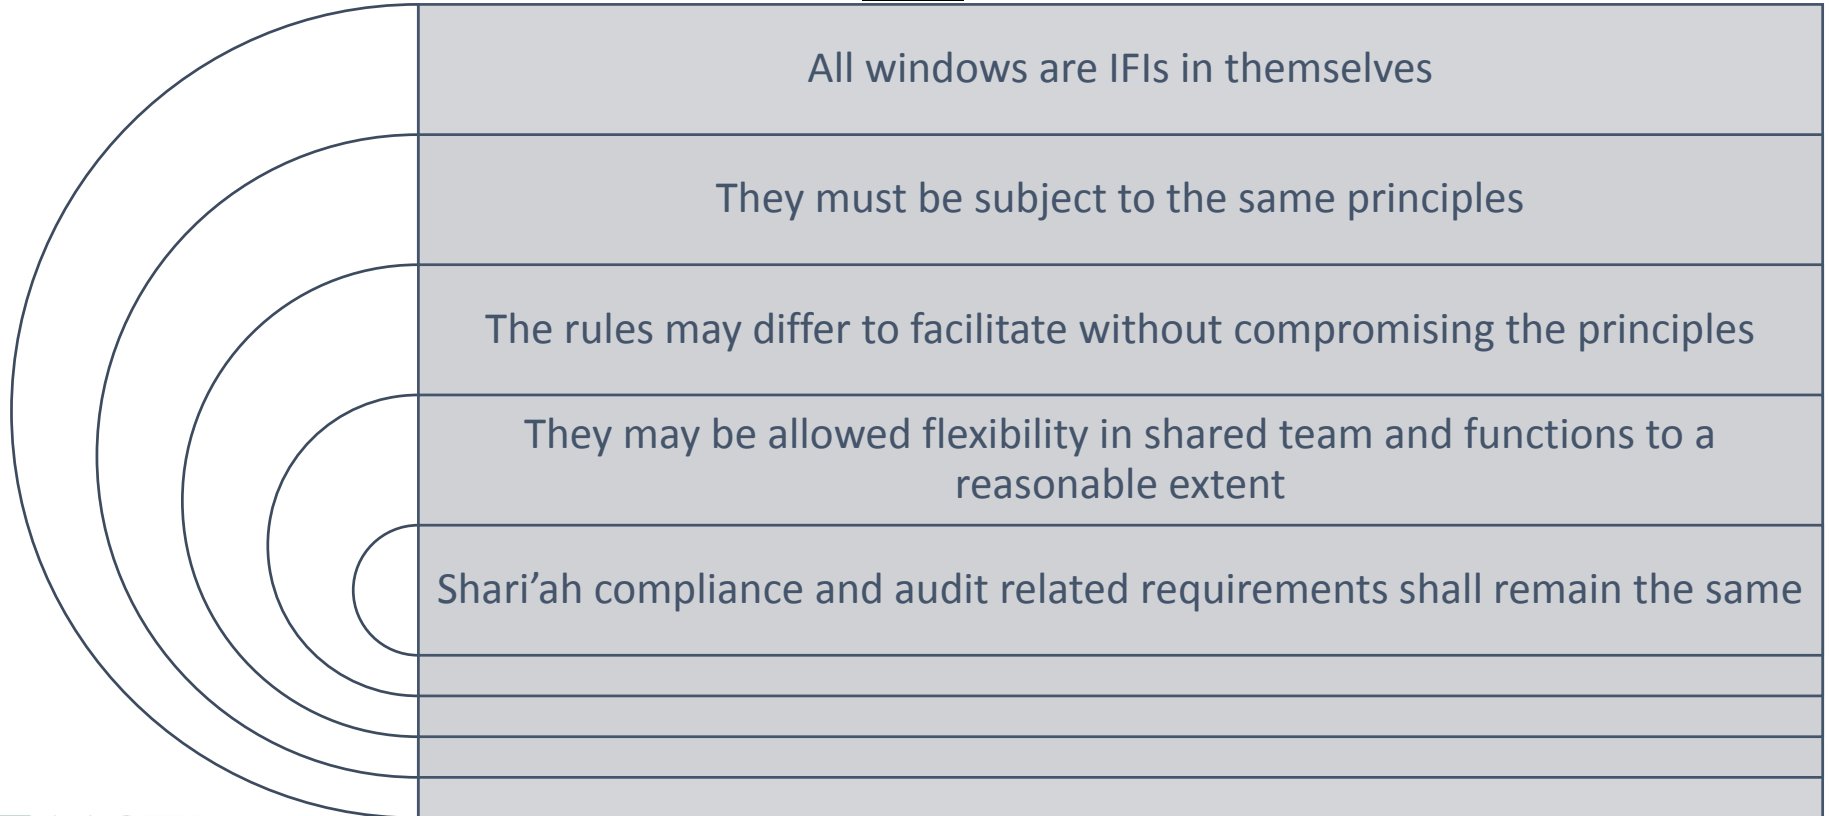 All windows are IFIs in themselves
They must be subject to the same principles
The rules may differ to facilitate without compromising the principles
They may be allowed flexibility in shared team and functions to a
reasonable extent
Shari’ah compliance and audit related requirements shall remain the same